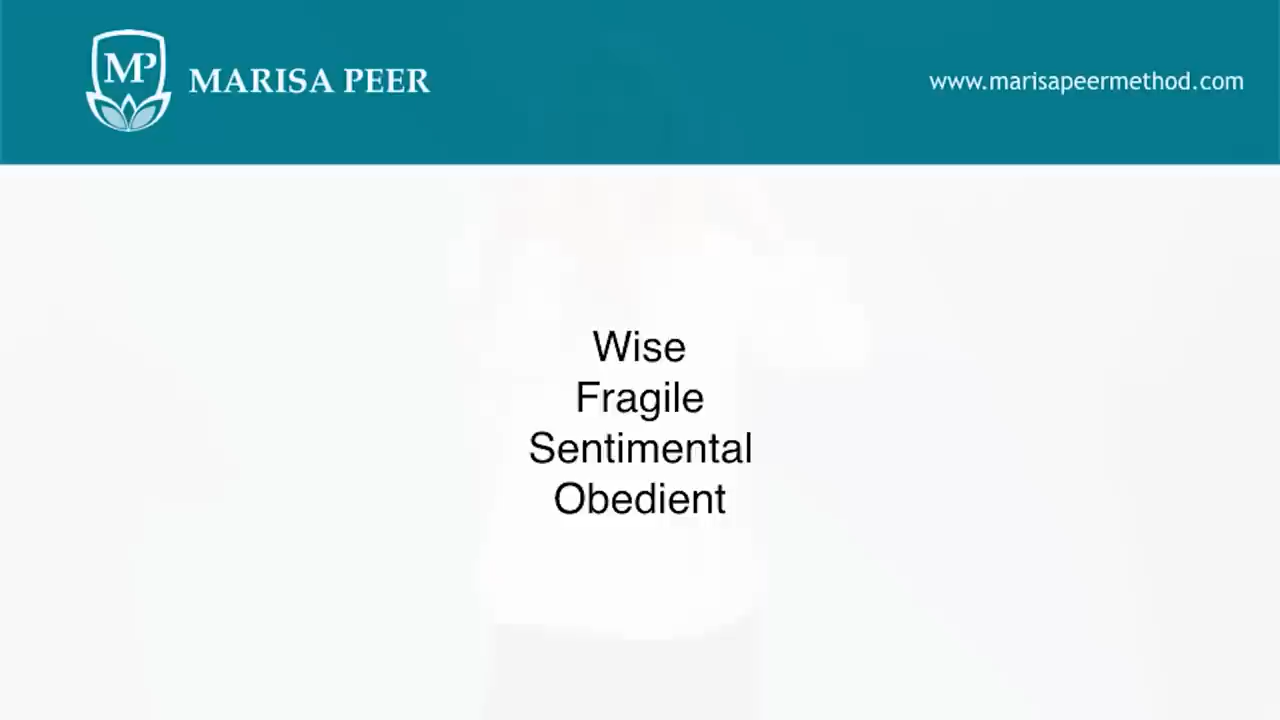 MP
MARISA PEER
www.marisapeermethod.com
Wise
Fragile
Sentimental
Obedient